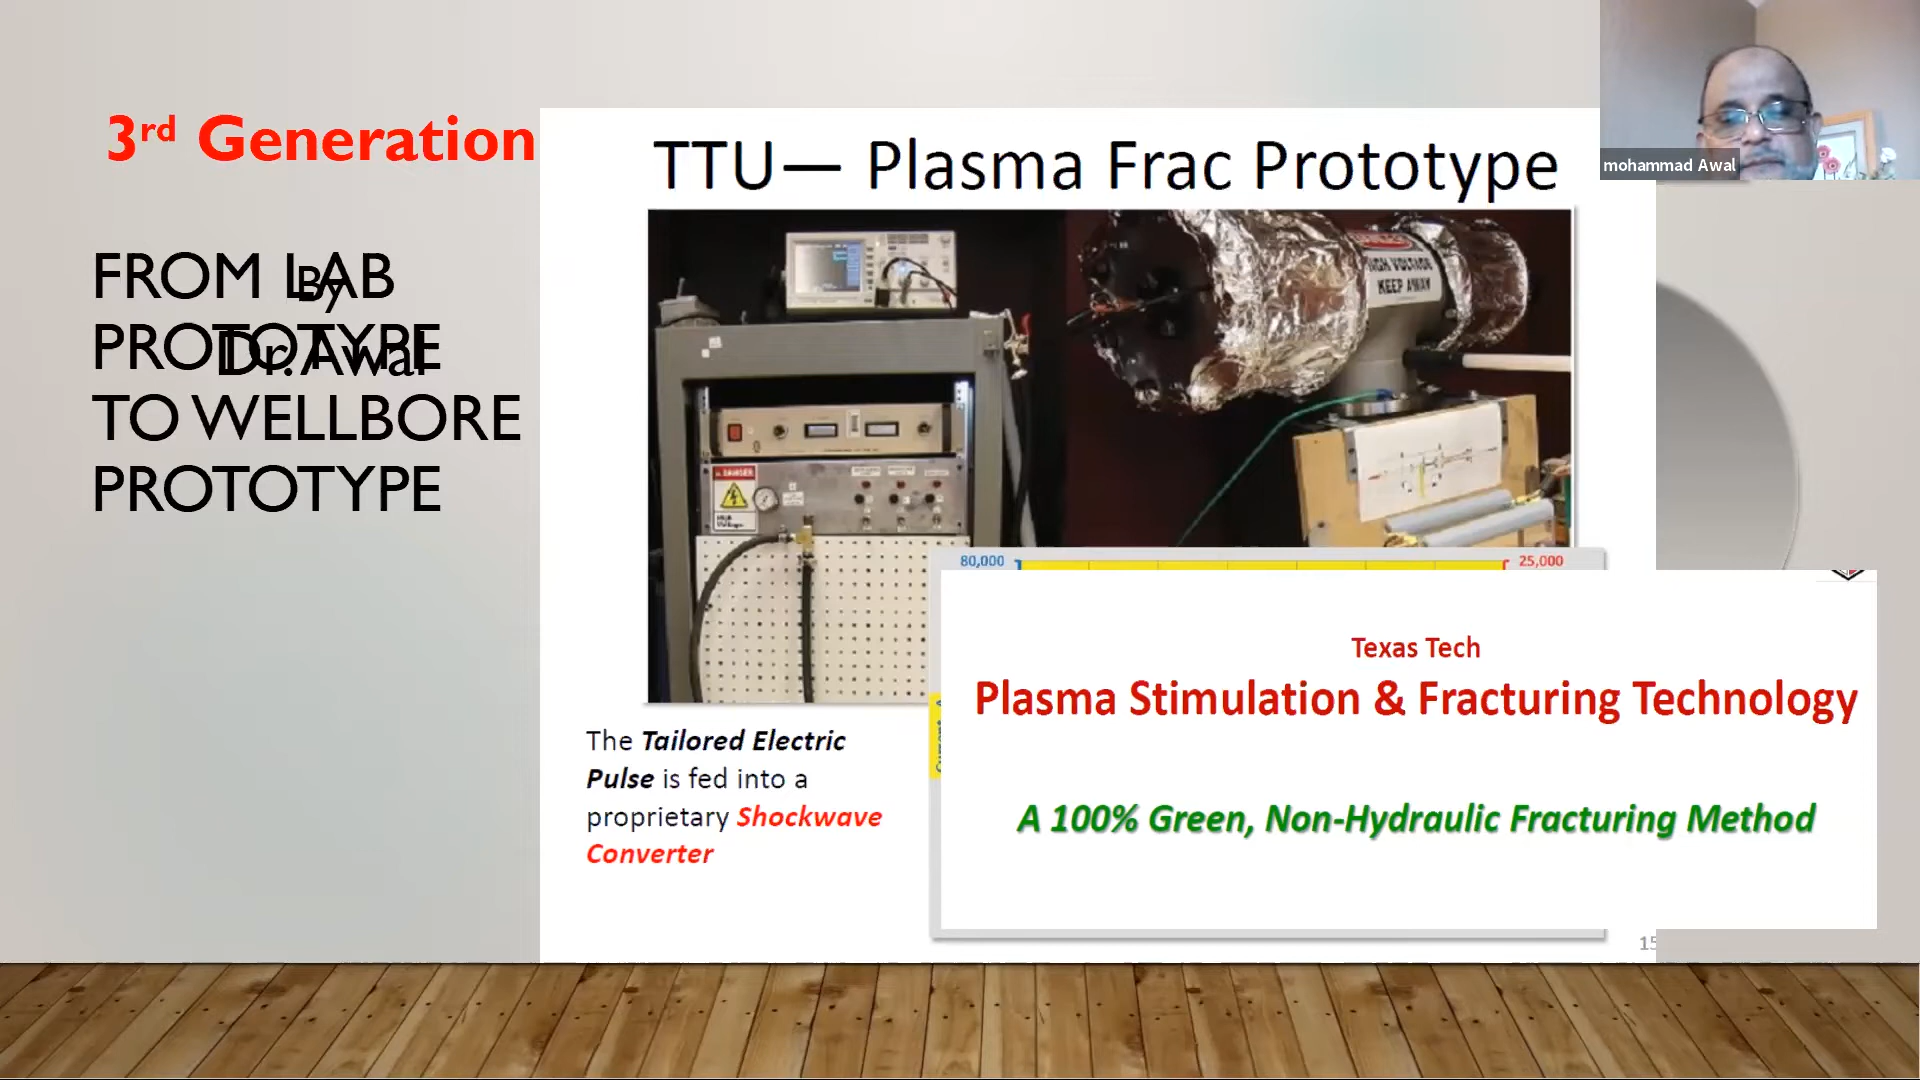 3rd Generation
FROM LAB
PROTOTYPE
TO WELLBORE
PROTOTYPE
By
Dr. Awal
TTU— Plasma Frac Prototype
HIGH VOLTAGE
KEEP AWAY
DANGER
80,000
25,000
The Tailored Electric
Pulse is fed into a
proprietary Shockwave
Converter
Texas Tech
Plasma Stimulation & Fracturing Technology
A 100% Green, Non-Hydraulic Fracturing Method
15
mohammad Awal